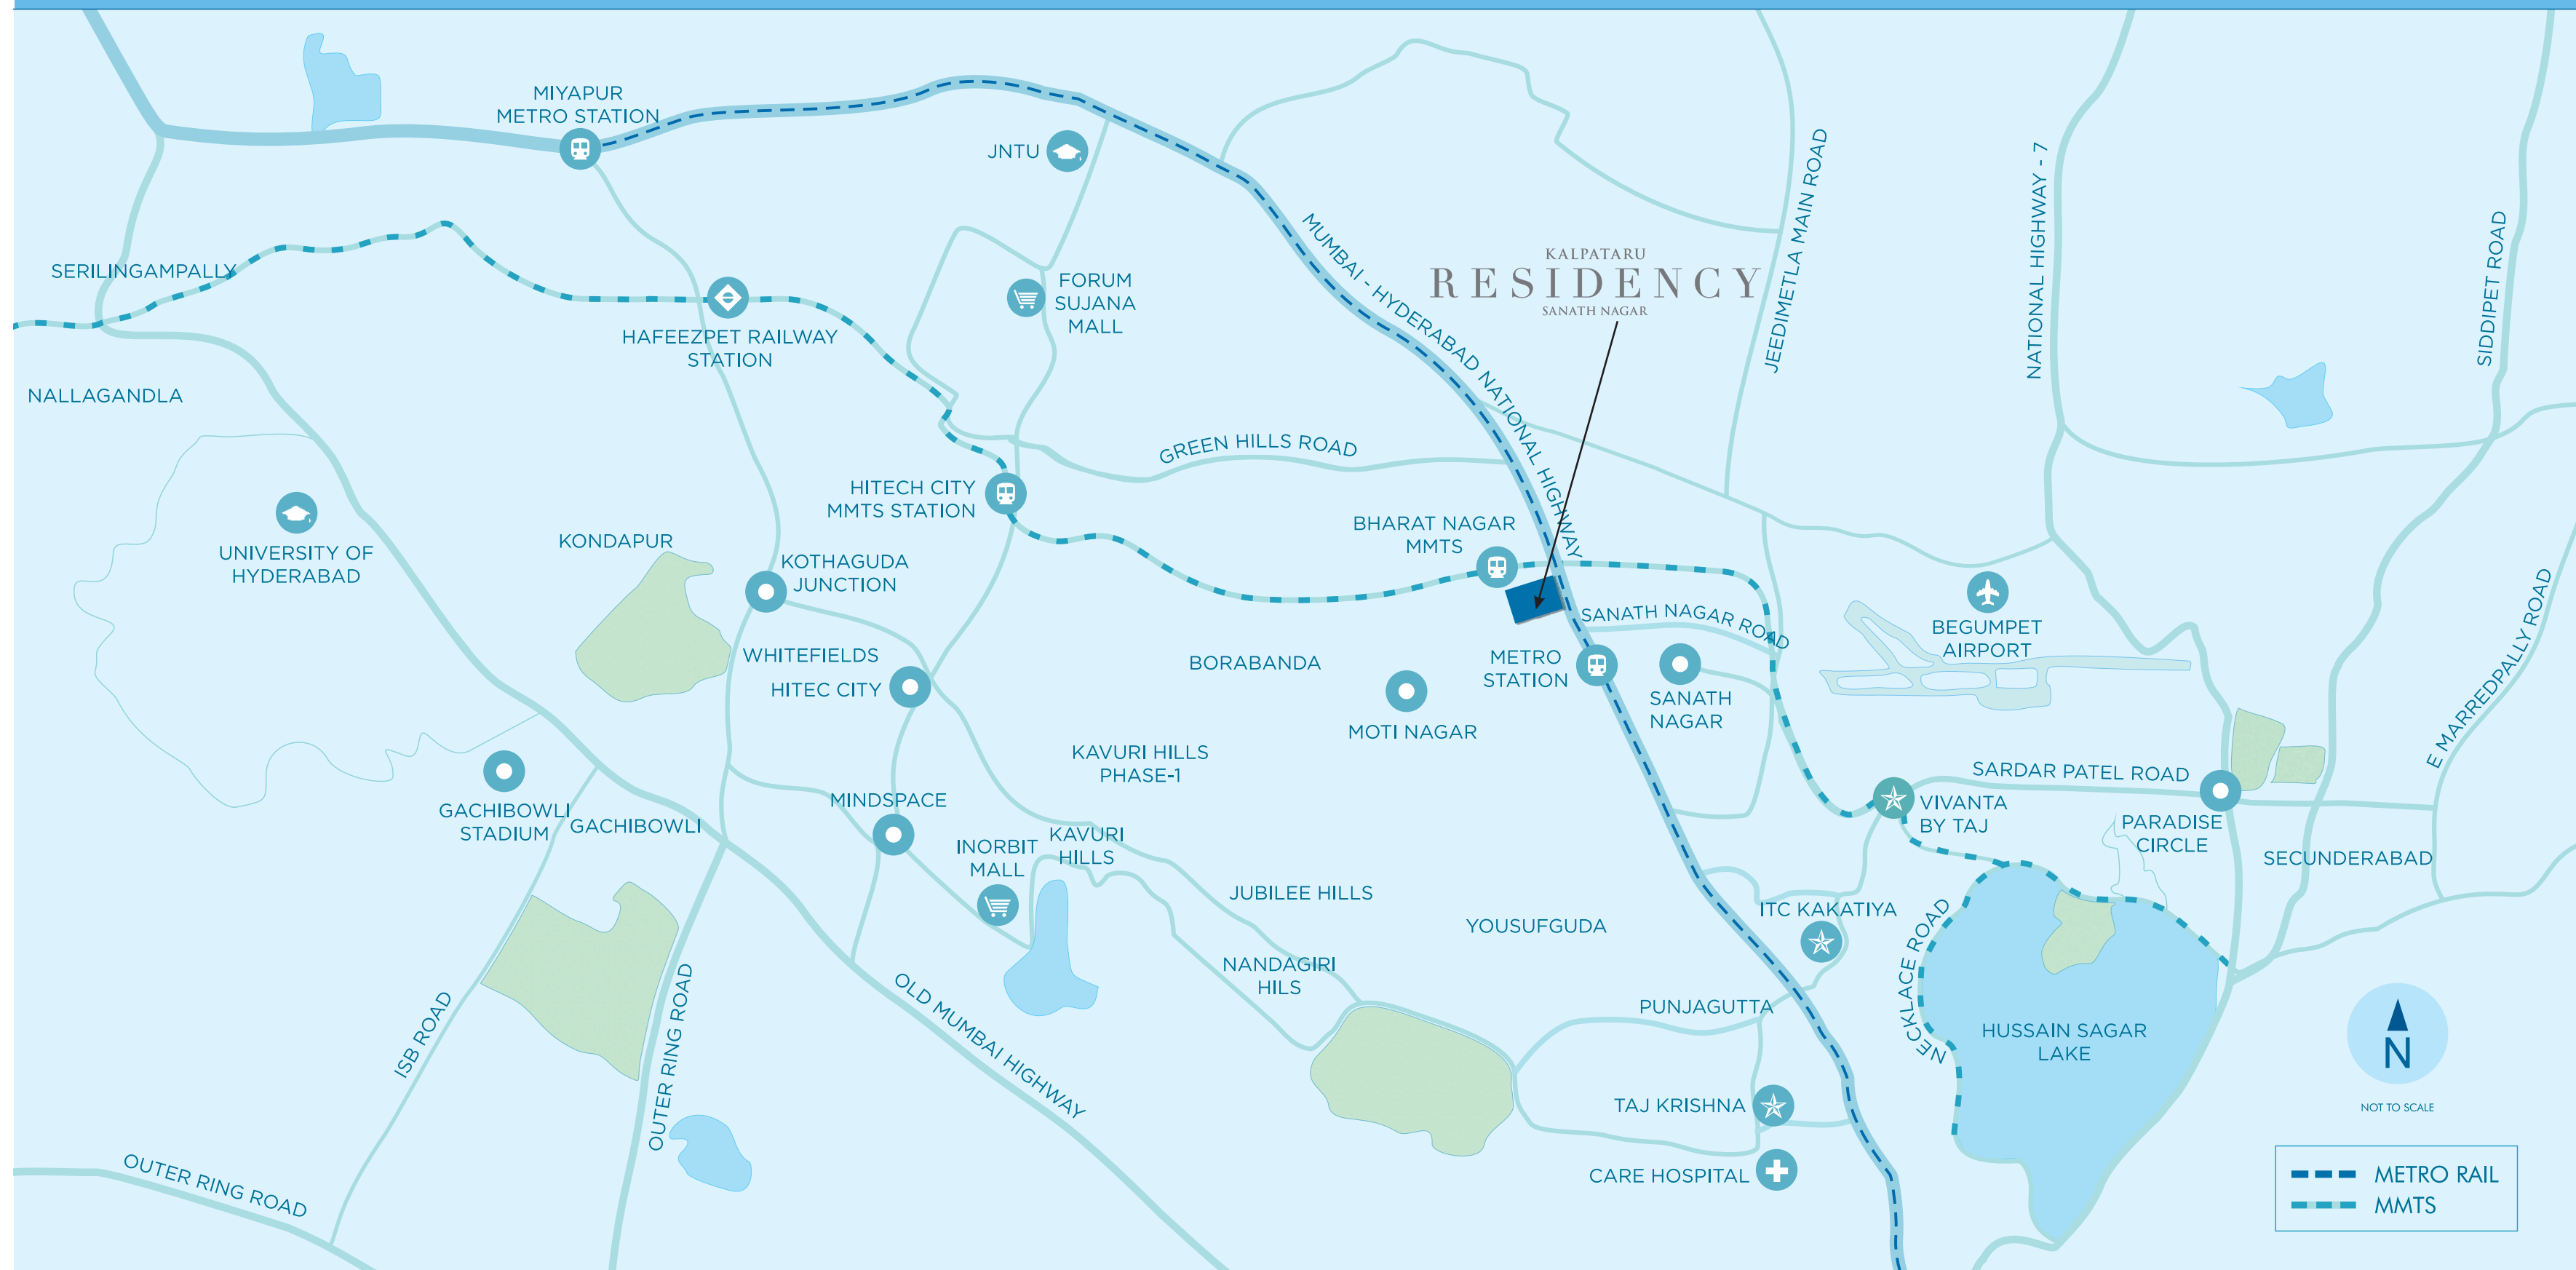 MIYAPUR
METRO STATION
JNTU
MUMBAI - HYDERABAD NATIONAL HIGHWAY
KALPATARU
RESIDENCY
SANATH NAGAR
JEEDIMETLA MAIN ROAD
NATIONAL HIGHWAY - 7
SIDDIPET ROAD
SERILINGAMPALLY
HAFEEZPET RAILWAY
STATION
FORUM
SUJANA
MALL
NALLAGANDLA
GREEN HILLS ROAD
HITECH CITY
MMTS STATION
UNIVERSITY OF
HYDERABAD
KONDAPUR
KOTHAGUDA
JUNCTION
BHARAT NAGAR
MMTS
SANATH NAGAR ROAD
BEGUMPET
AIRPORT
E MARREDPALLY ROAD
WHITEFIELDS
HITEC CITY
BORABANDA
MOTI NAGAR
METRO
STATION
SANATH
NAGAR
KAVURI HILLS
PHASE-1
GACHIBOWLI
STADIUM
GACHIBOWLI
MINDSPACE
INORBIT
MALL
KAVURI
HILLS
SARDAR PATEL ROAD
VIVANTA
BY TAJ
PARADISE
CIRCLE
SECUNDERABAD
JUBILEE HILLS
YOUSUFGUDA
ITC KAKATIYA
NECKLACE ROAD
NANDAGIRI
HILS
PUNJAGUTTA
HUSSAIN SAGAR
LAKE
ISB ROAD
OUTER RING ROAD
OLD MUMBAI HIGHWAY
TAJ KRISHNA
CARE HOSPITAL
OUTER RING ROAD
N
NOT TO SCALE
METRO RAIL
MMTS